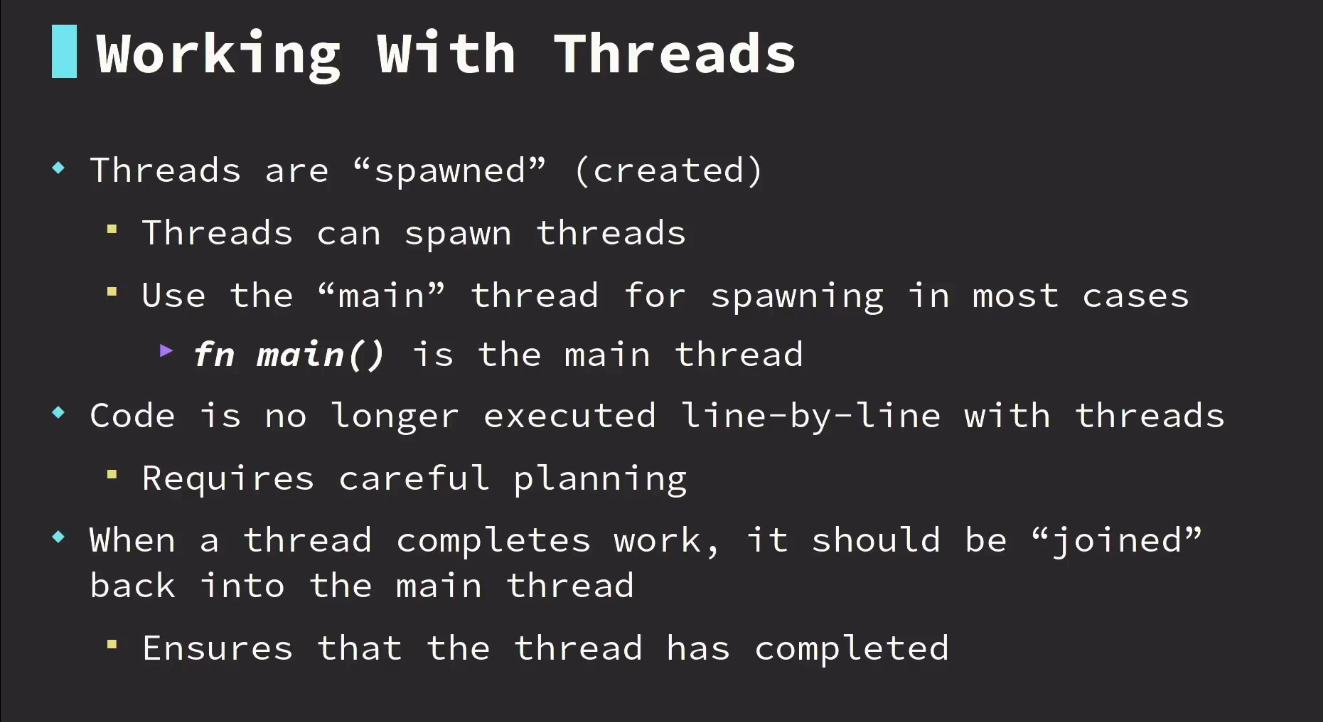 Working With Threads
Threads are “spawned” (created)
Threads can spawn threads
Use the “main” thread for spawning in most cases
fn main() is the main thread
Code is no longer executed line-by-line with threads
Requires careful planning
When a thread completes work, it should be “joined”
back into the main thread
Ensures that the thread has completed